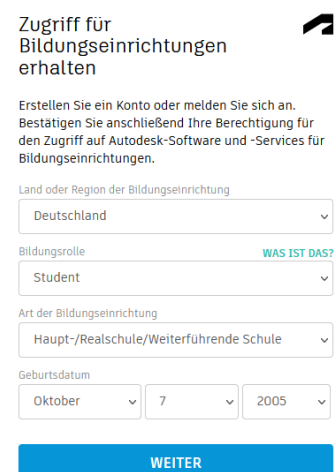 Zugriff für
Bildungseinrichtungen
erhalten
Erstellen Sie ein Konto oder melden Sie sich an.
Bestätigen Sie anschließend Ihre Berechtigung für
den Zugriff auf Autodesk-Software und -Services für
Bildungseinrichtungen.
Land oder Region der Bildungseinrichtung
Deutschland
Bildungsrolle WAS IST DAS?
Student
Art der Bildungseinrichtung
Haupt-/Realschule/Weiterführende Schule
Geburtsdatum
Oktober 7 2005
WEITER